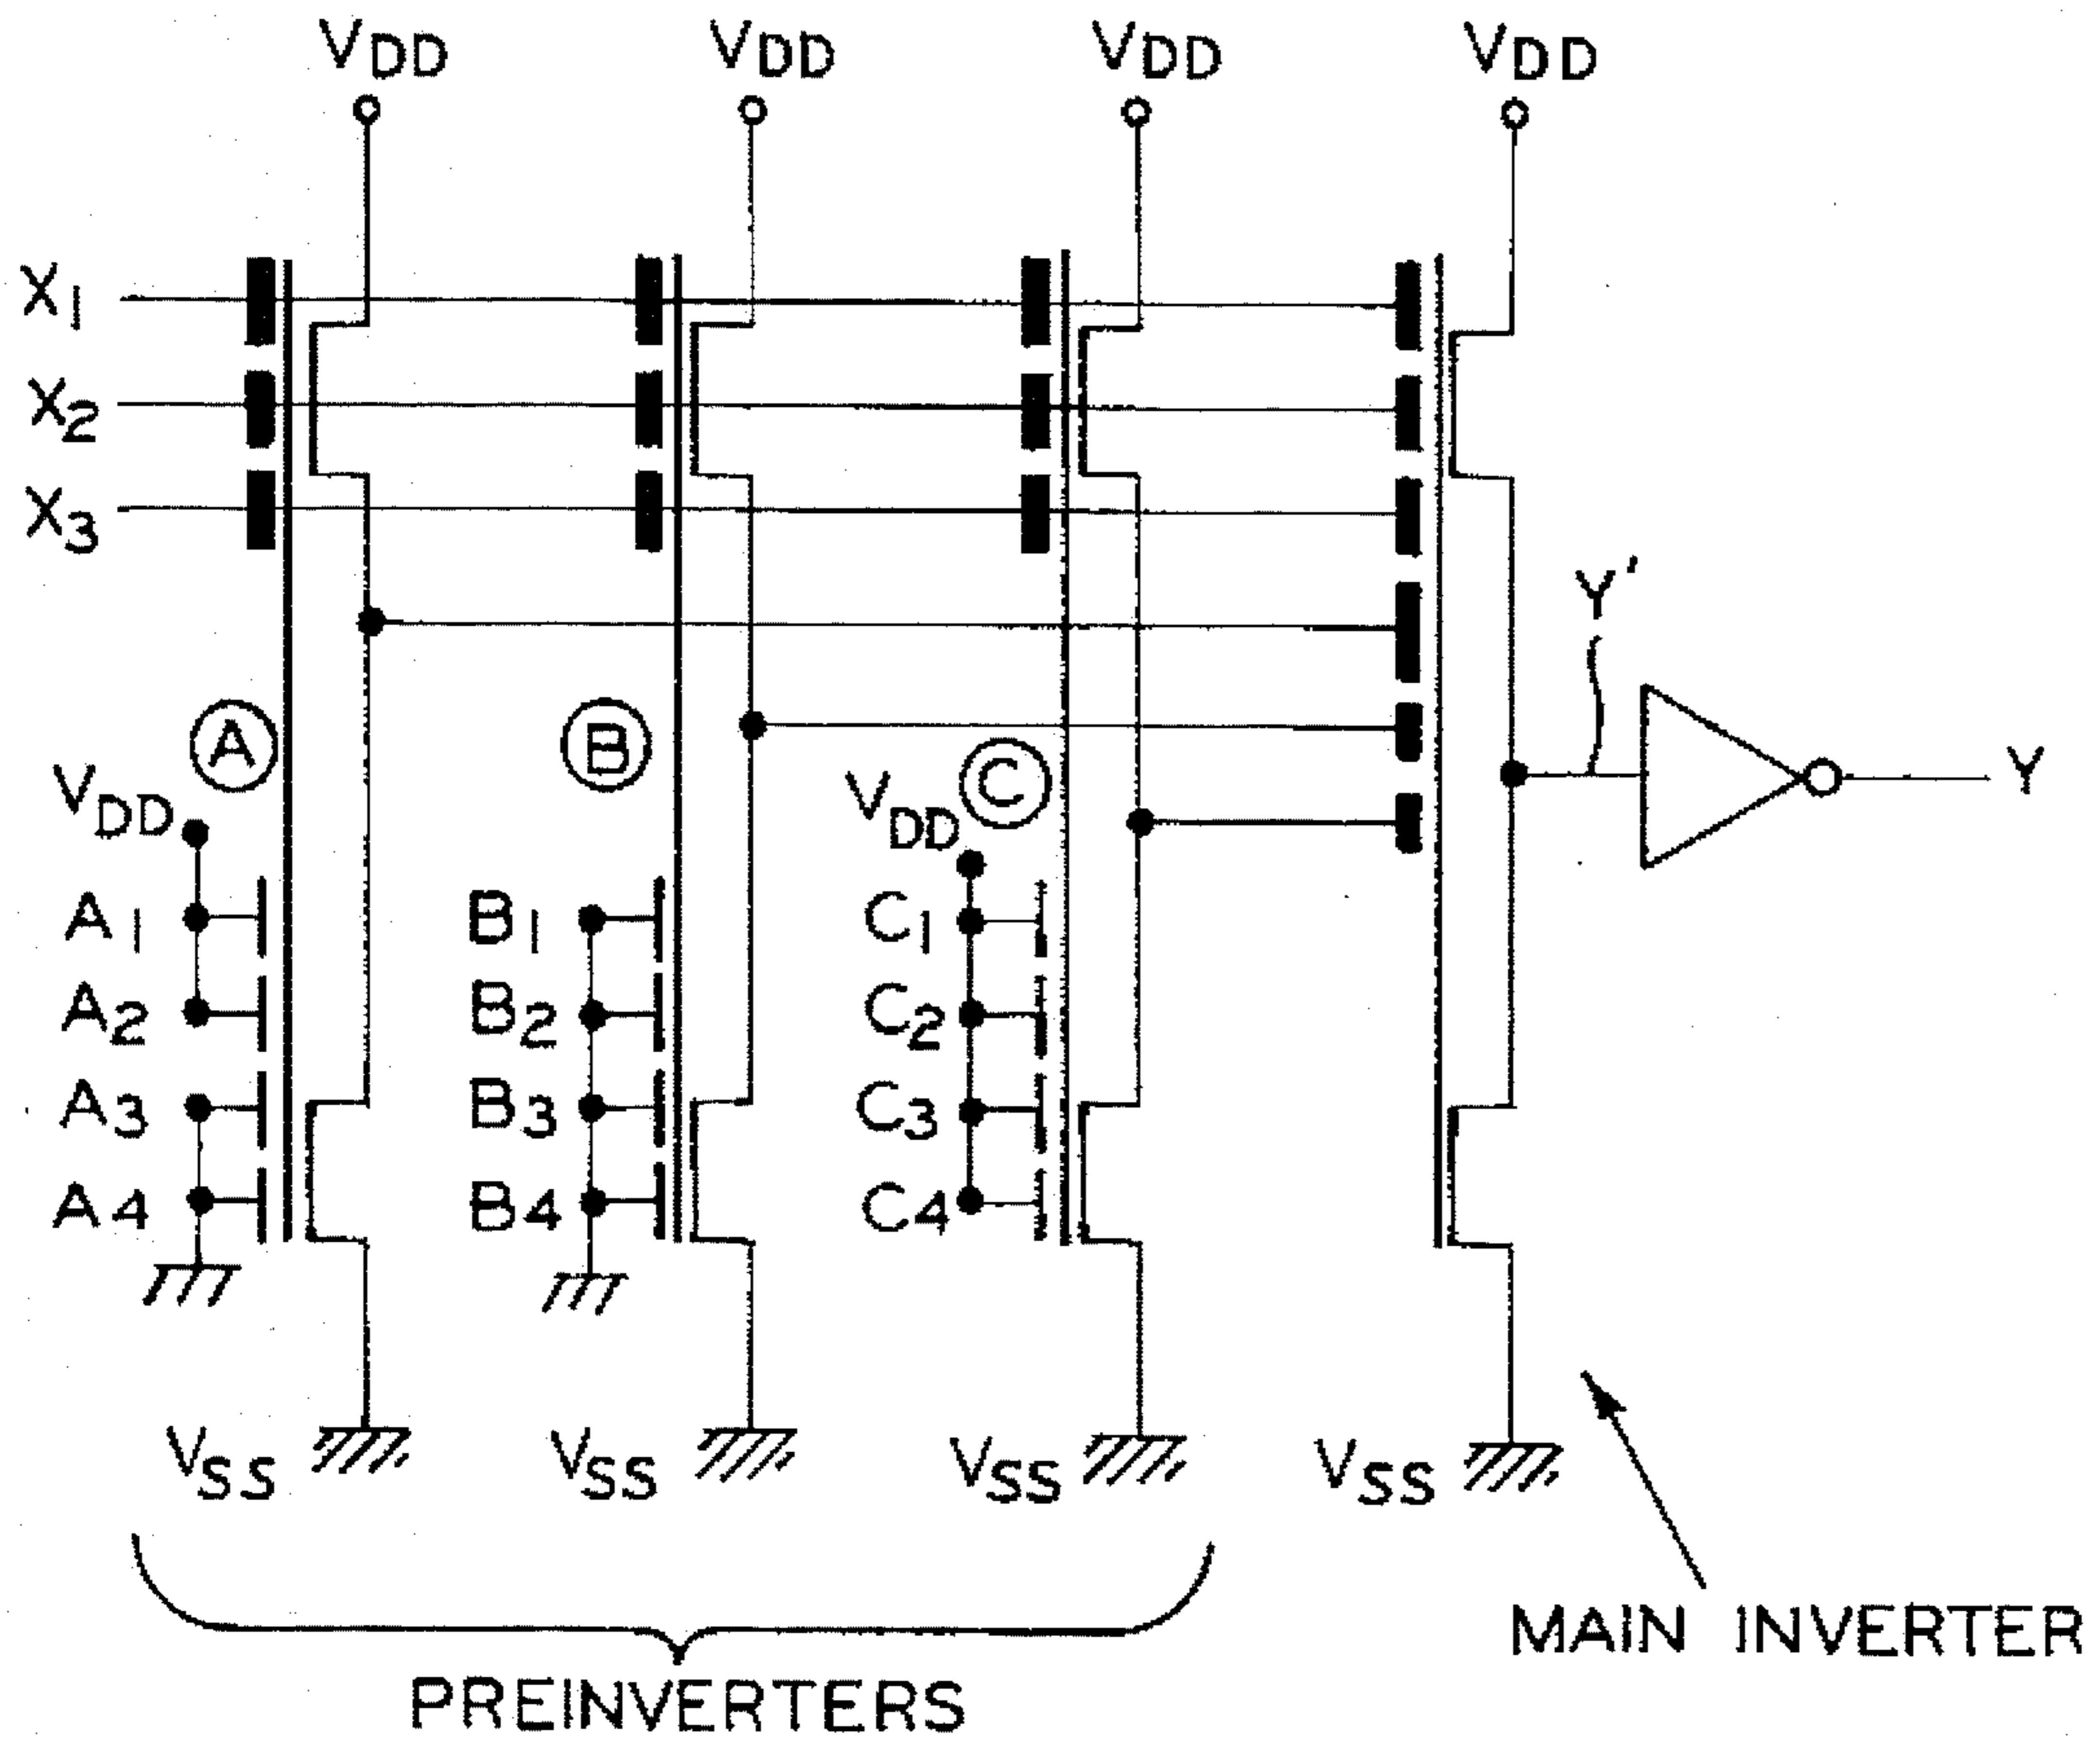 VDD VDD VDD VDD
X1
X2
X3
Y'
A B C
VDD VDD
Y
A1 B1 C1
A2 B2 C2
A3 B3 C3
A4 B4 C4
VSS VSS VSS VSS
MAIN INVERTER
PREINVERTERS